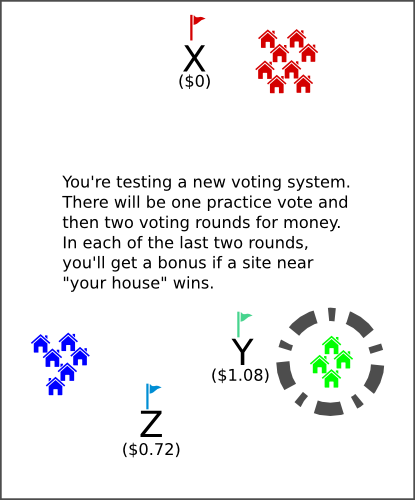 X
($0)
You're testing a new voting system.
There will be one practice vote and
then two voting rounds for money.
In each of the last two rounds,
you'll get a bonus if a site near
"your house" wins.
Y
($1.08)
Z
($0.72)